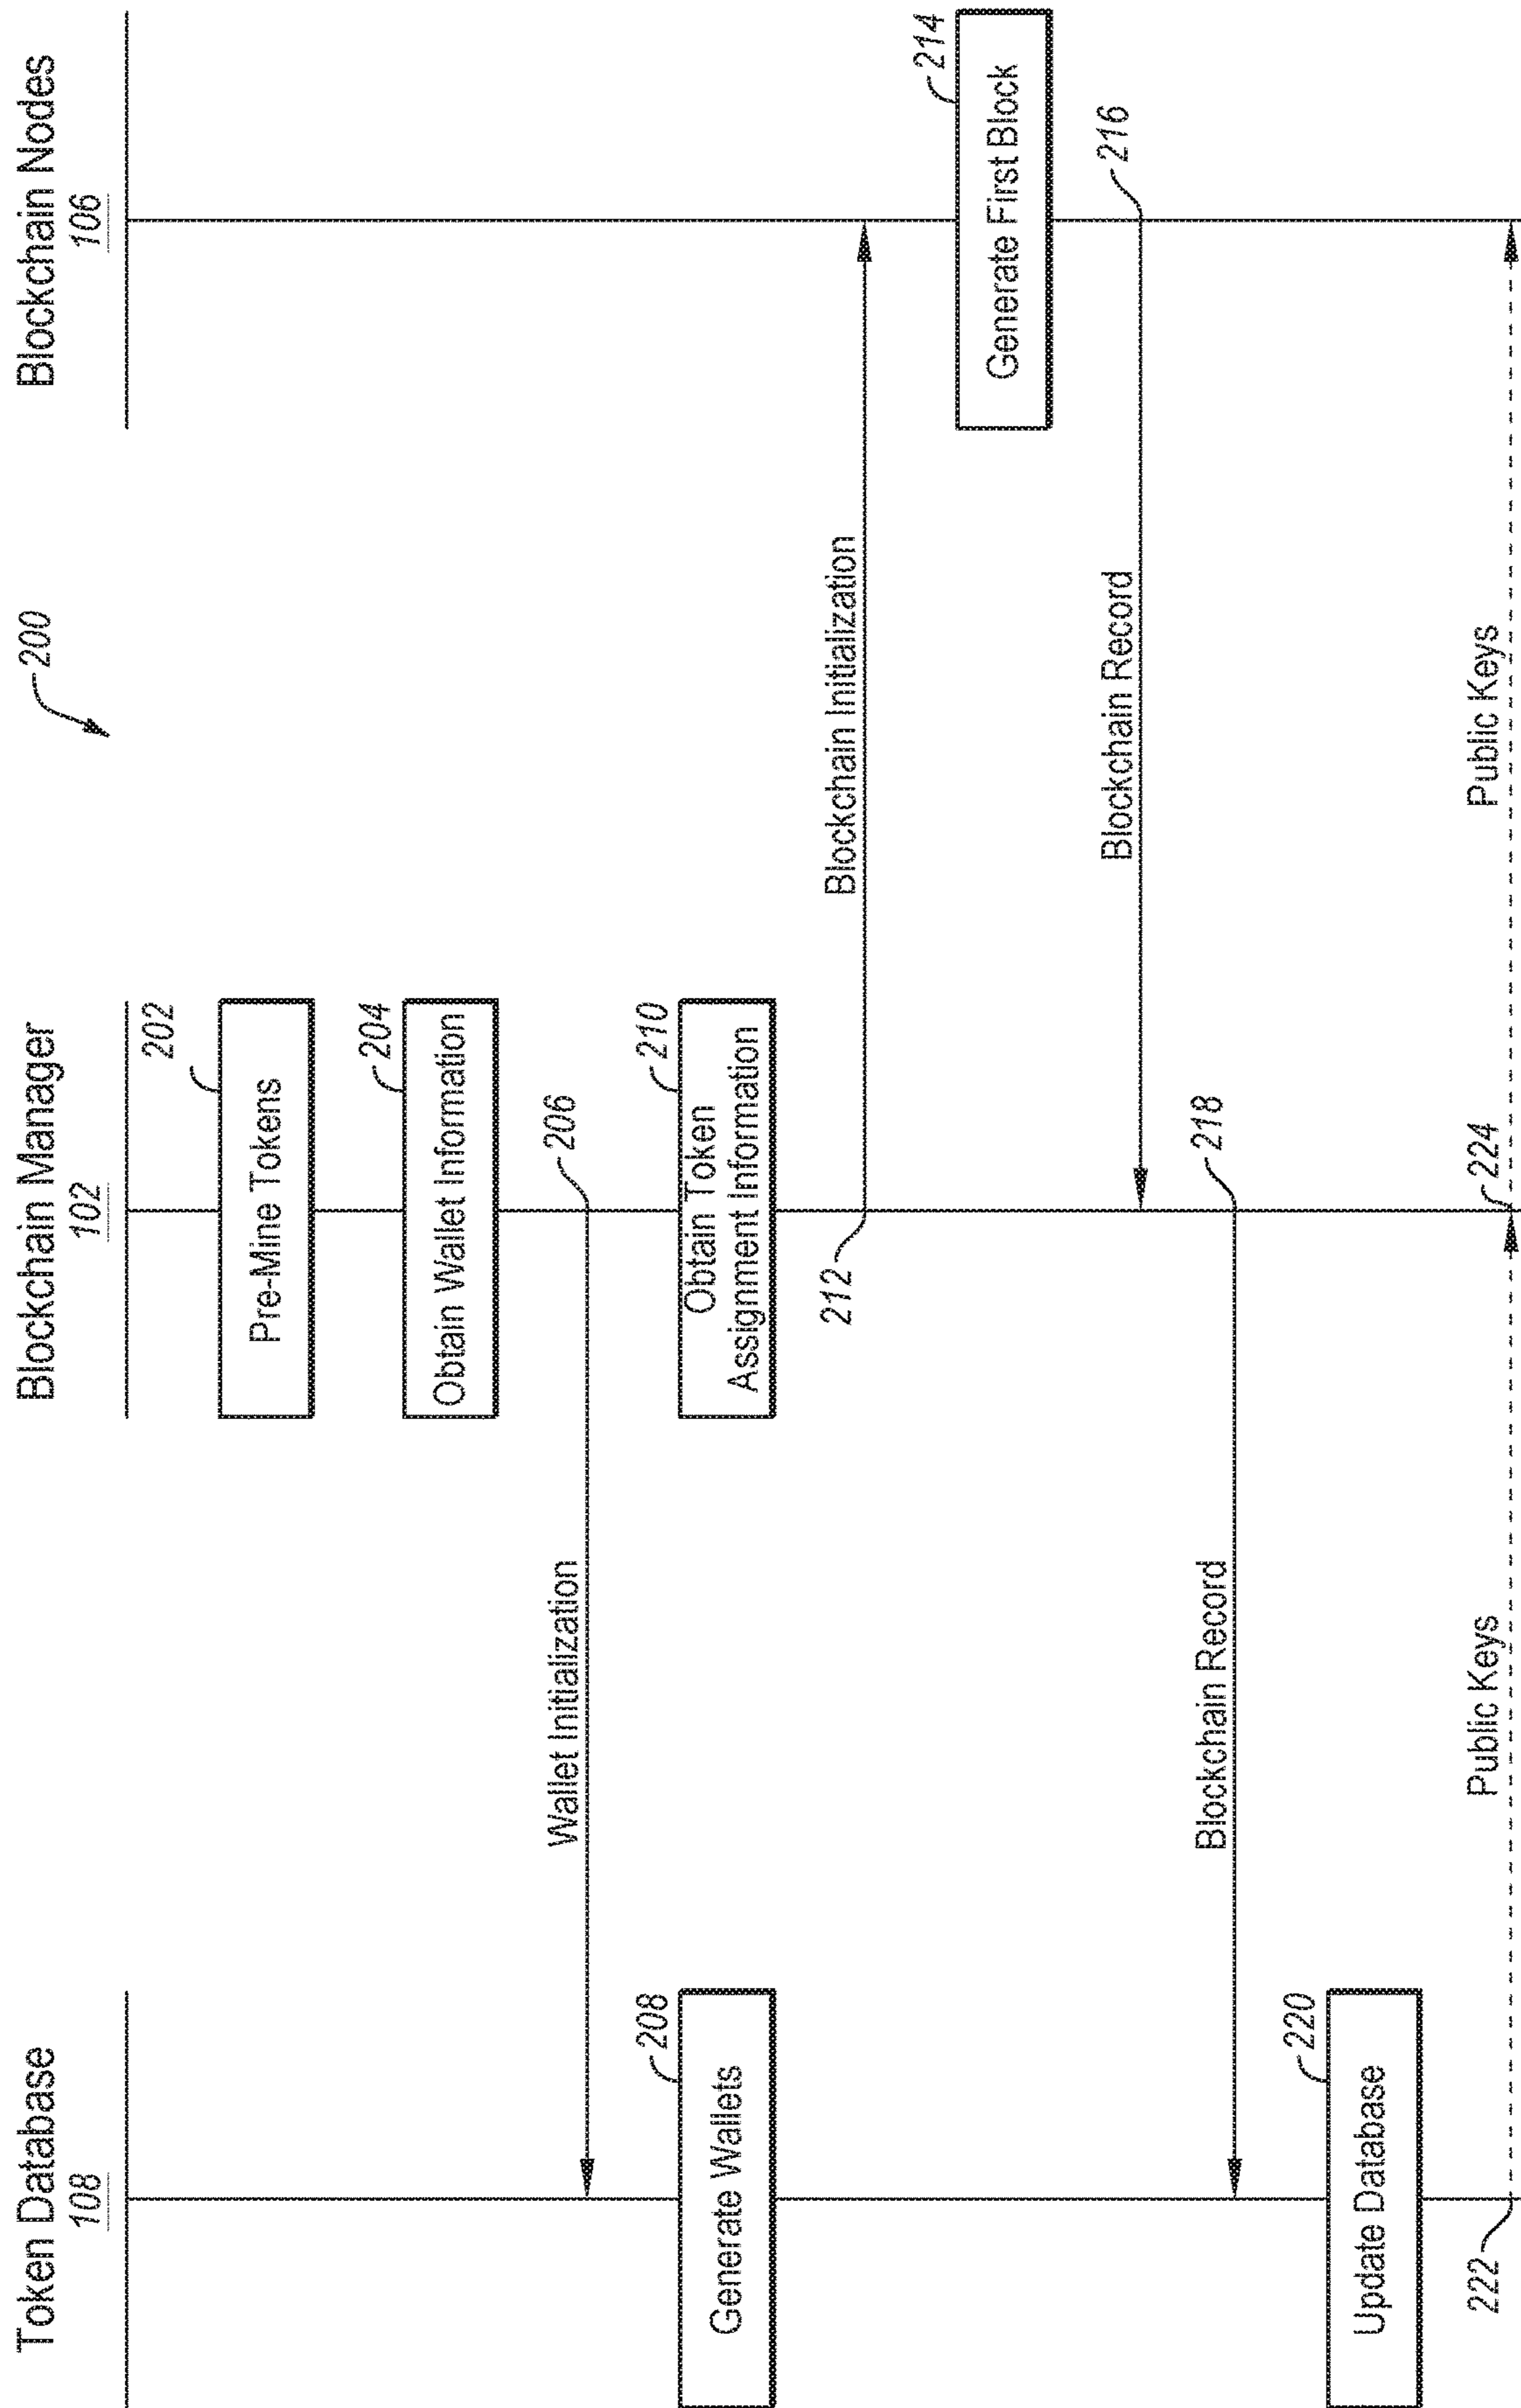 200
Token Database
108
Blockchain Manager
102
Blockchain Nodes
106
202
Pre-Mine Tokens
204
Obtain Wallet Information
206
Wallet Initialization
208
Generate Wallets
210
Obtain Token
Assignment Information
212
Blockchain Initialization
214
Generate First Block
216
Blockchain Record
218
Blockchain Record
220
Update Database
222
Public Keys
224
Public Keys